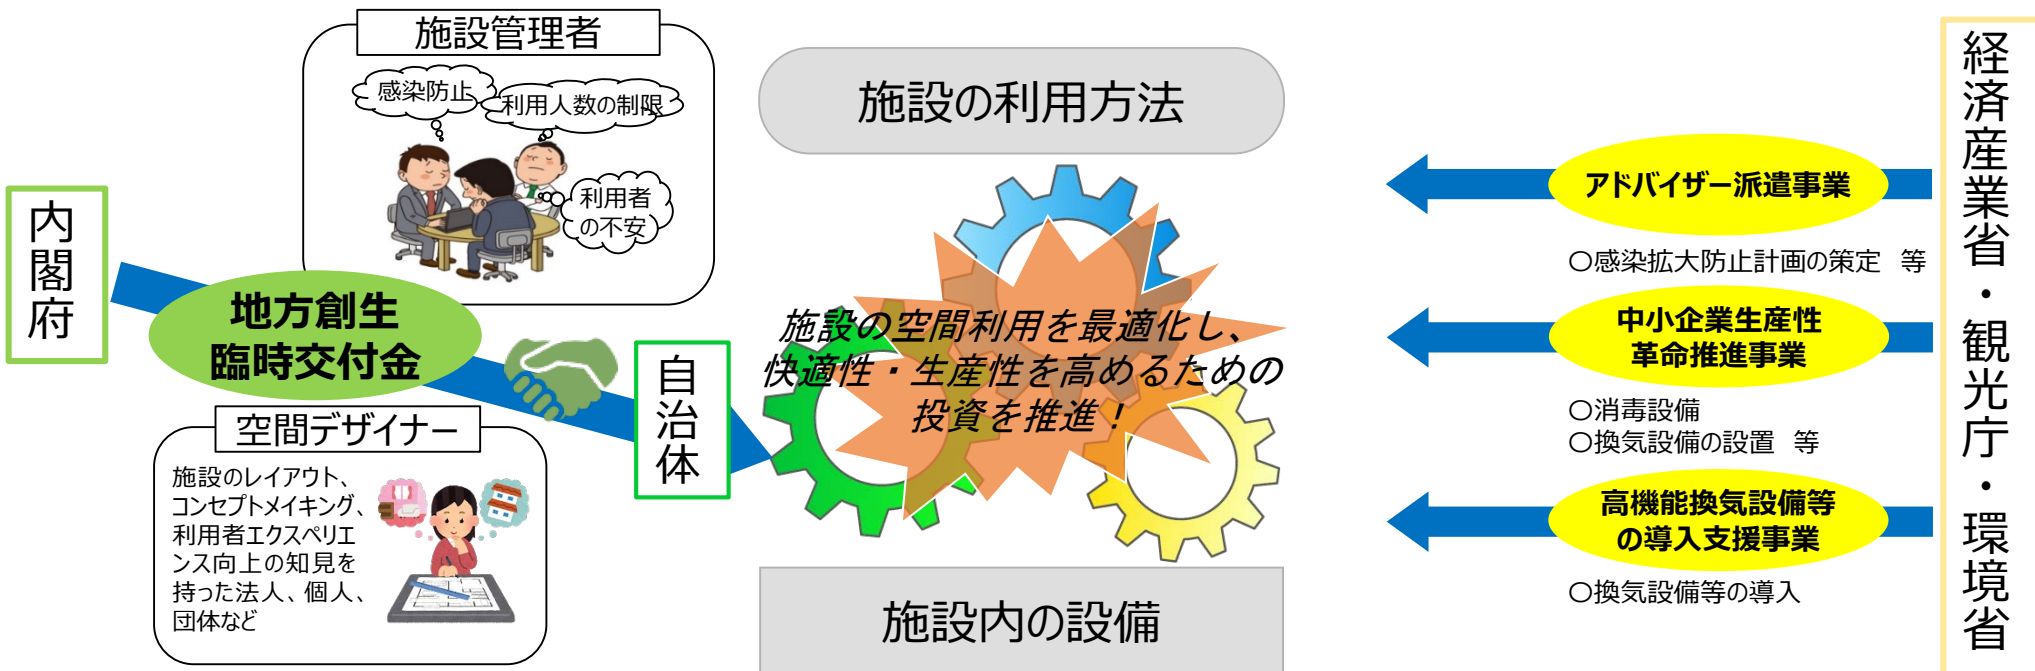 施設管理者
感染防止
利用人数の制限
利用者
の不安
内閣府
地方創生
臨時交付金
自治体
空間デザイナー
施設のレイアウト、
コンセプトメイキング、
利用者エクスペリエ
ンス向上の知見を
持った法人、個人、
団体など
施設の利用方法
施設の空間利用を最適化し、
快適性・生産性を高めるための
投資を推進！
施設内の設備
アドバイザー派遣事業
〇感染拡大防止計画の策定　等
中小企業生産性
革命推進事業
〇消毒設備
〇換気設備の設置　等
高機能換気設備等
の導入支援事業
〇換気設備等の導入
経済産業省・観光庁・環境省